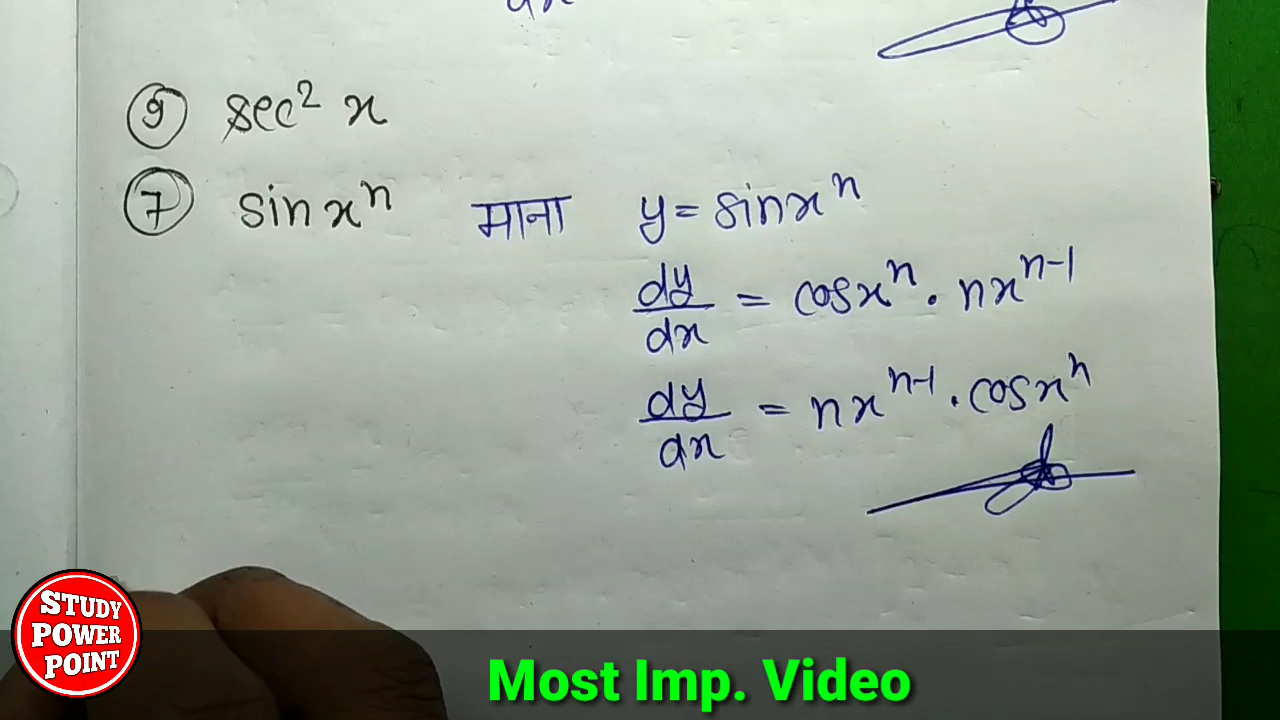 dx
9 sec² x
7 sin xⁿ माना y = sin xⁿ
dy/dx = cos xⁿ . nxⁿ⁻¹
dy/dx = nxⁿ⁻¹ . cos xⁿ
STUDY
POWER
POINT
Most Imp. Video